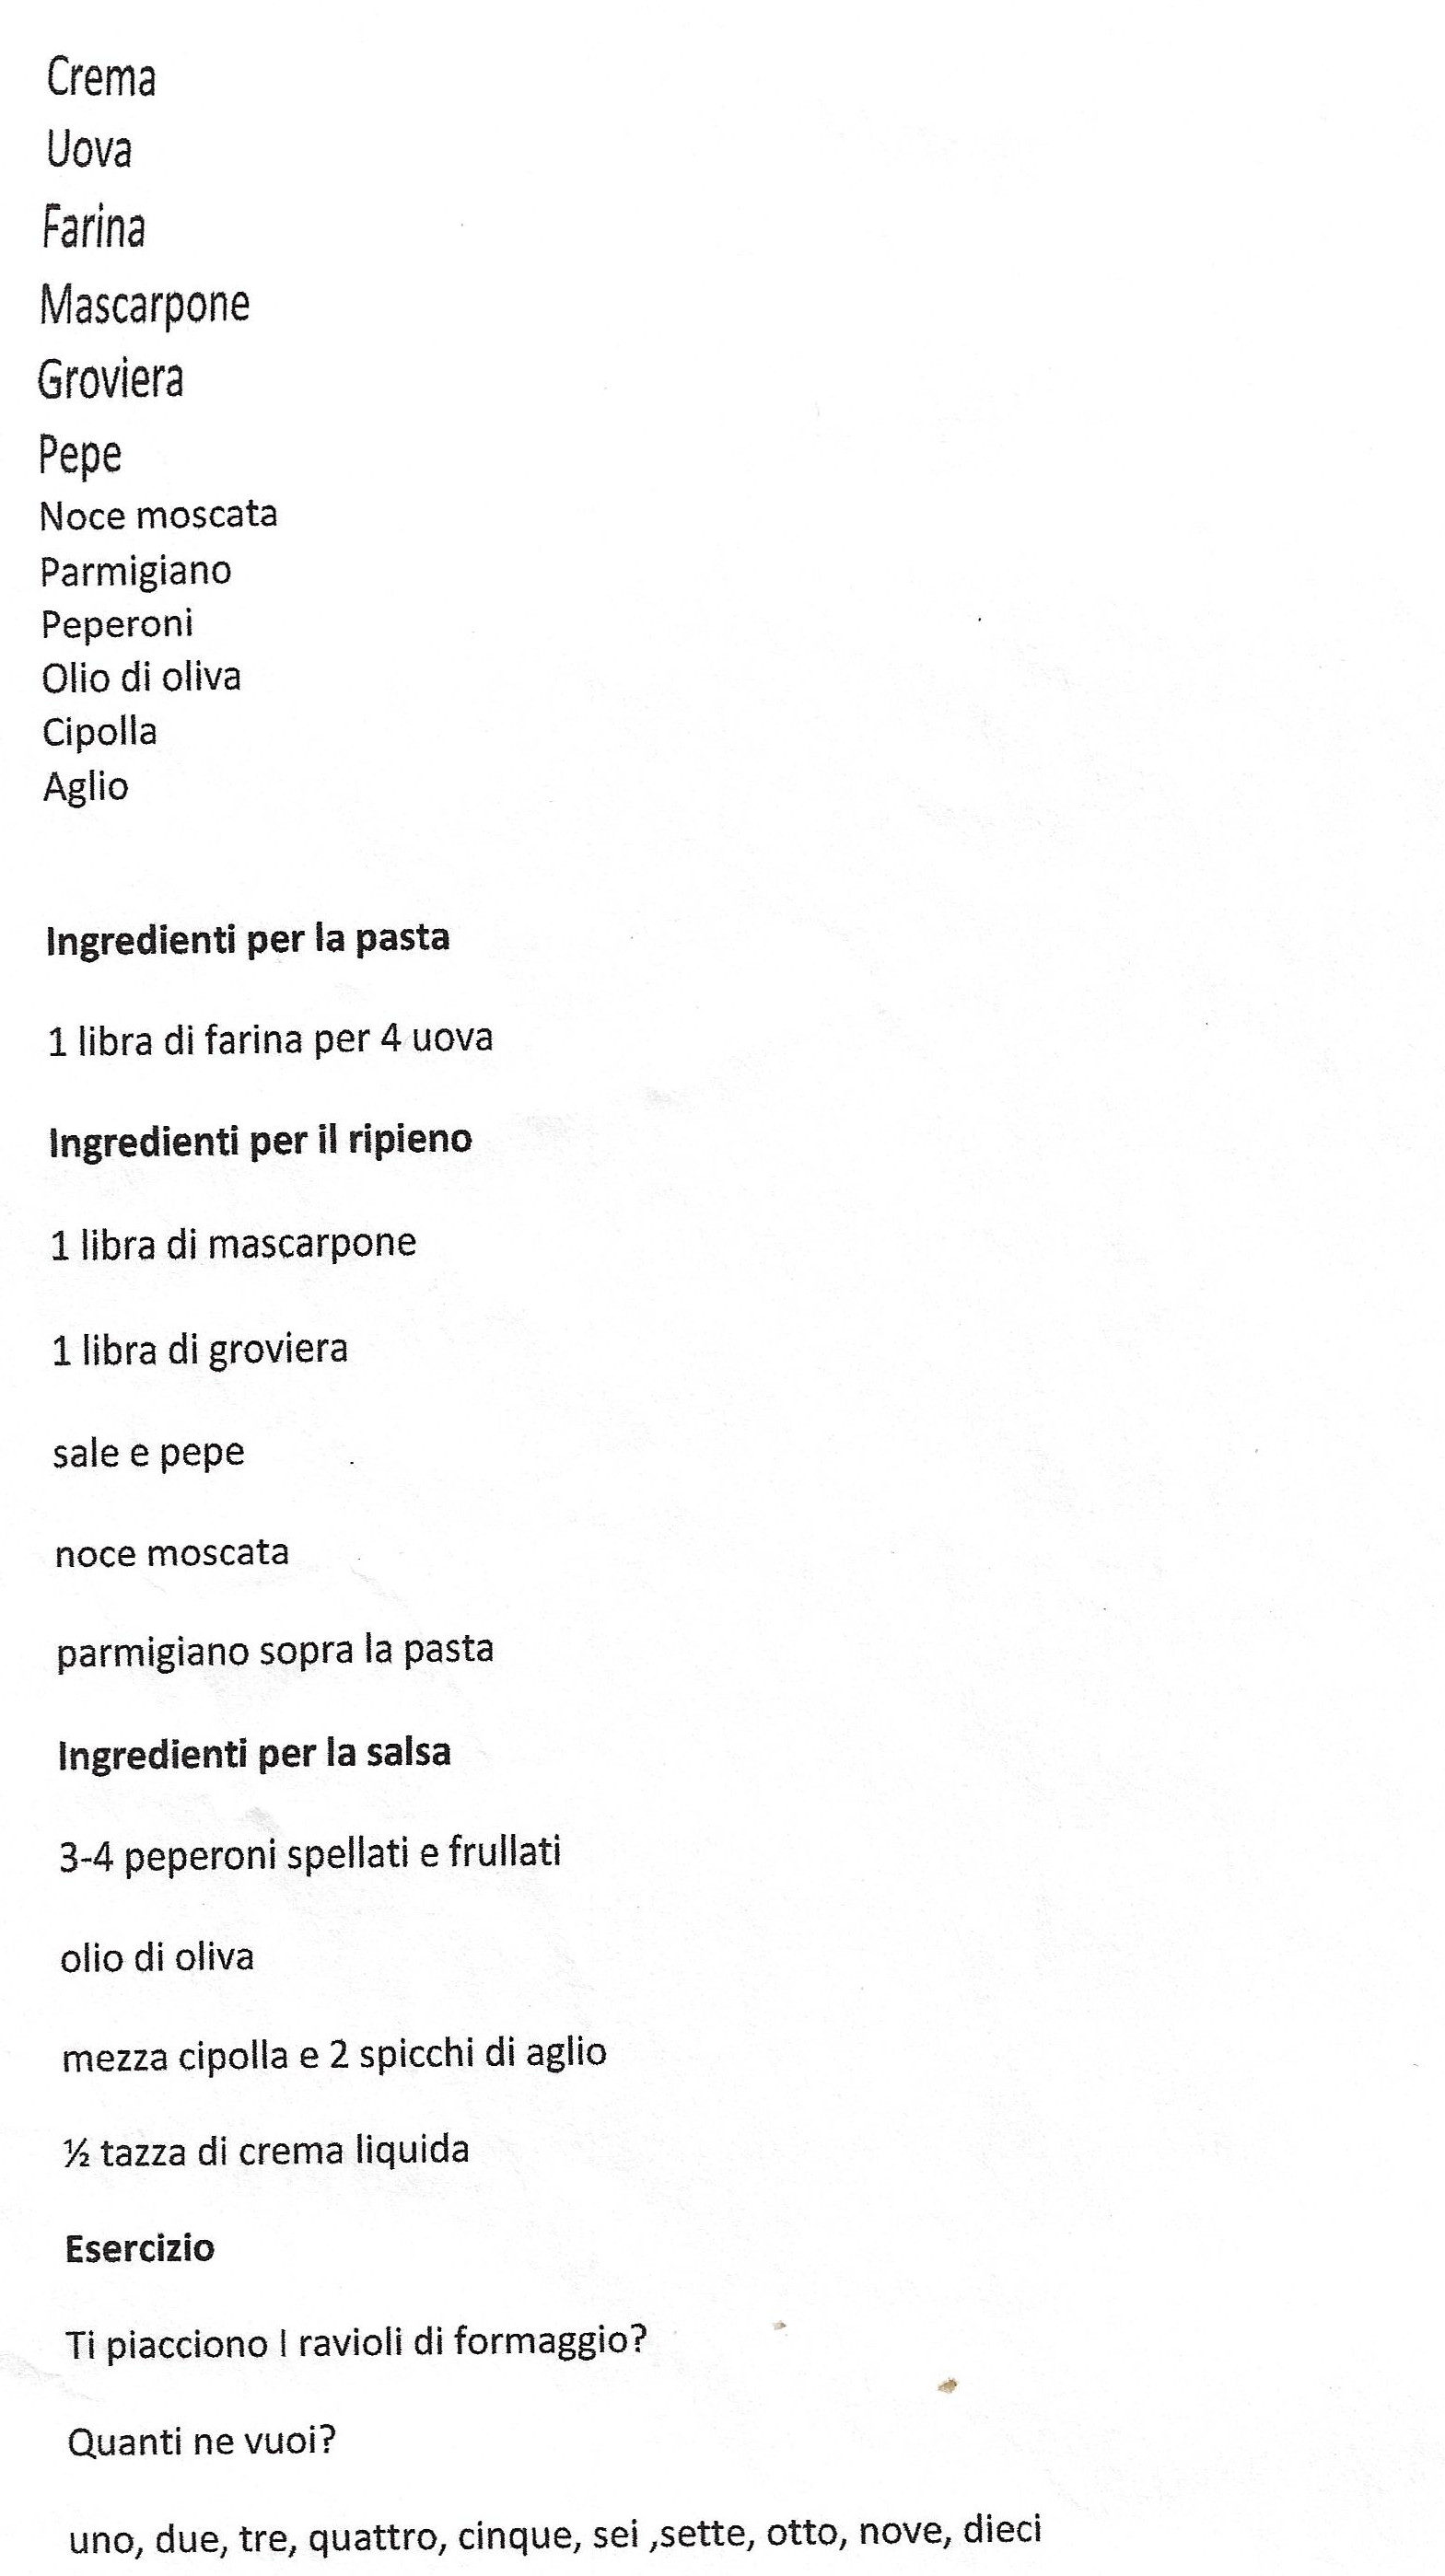 Crema
Uova
Farina
Mascarpone
Groviera
Pepe
Noce moscata
Parmigiano
Peperoni
Olio di oliva
Cipolla
Aglio
Ingredienti per la pasta
1 libra di farina per 4 uova
Ingredienti per il ripieno
1 libra di mascarpone
1 libra di groviera
sale e pepe
noce moscata
parmigiano sopra la pasta
Ingredienti per la salsa
3-4 peperoni spellati e frullati
olio di oliva
mezza cipolla e 2 spicchi di aglio
½ tazza di crema liquida
Esercizio
Ti piacciono I ravioli di formaggio?
Quanti ne vuoi?
uno, due, tre, quattro, cinque, sei ,sette, otto, nove, dieci